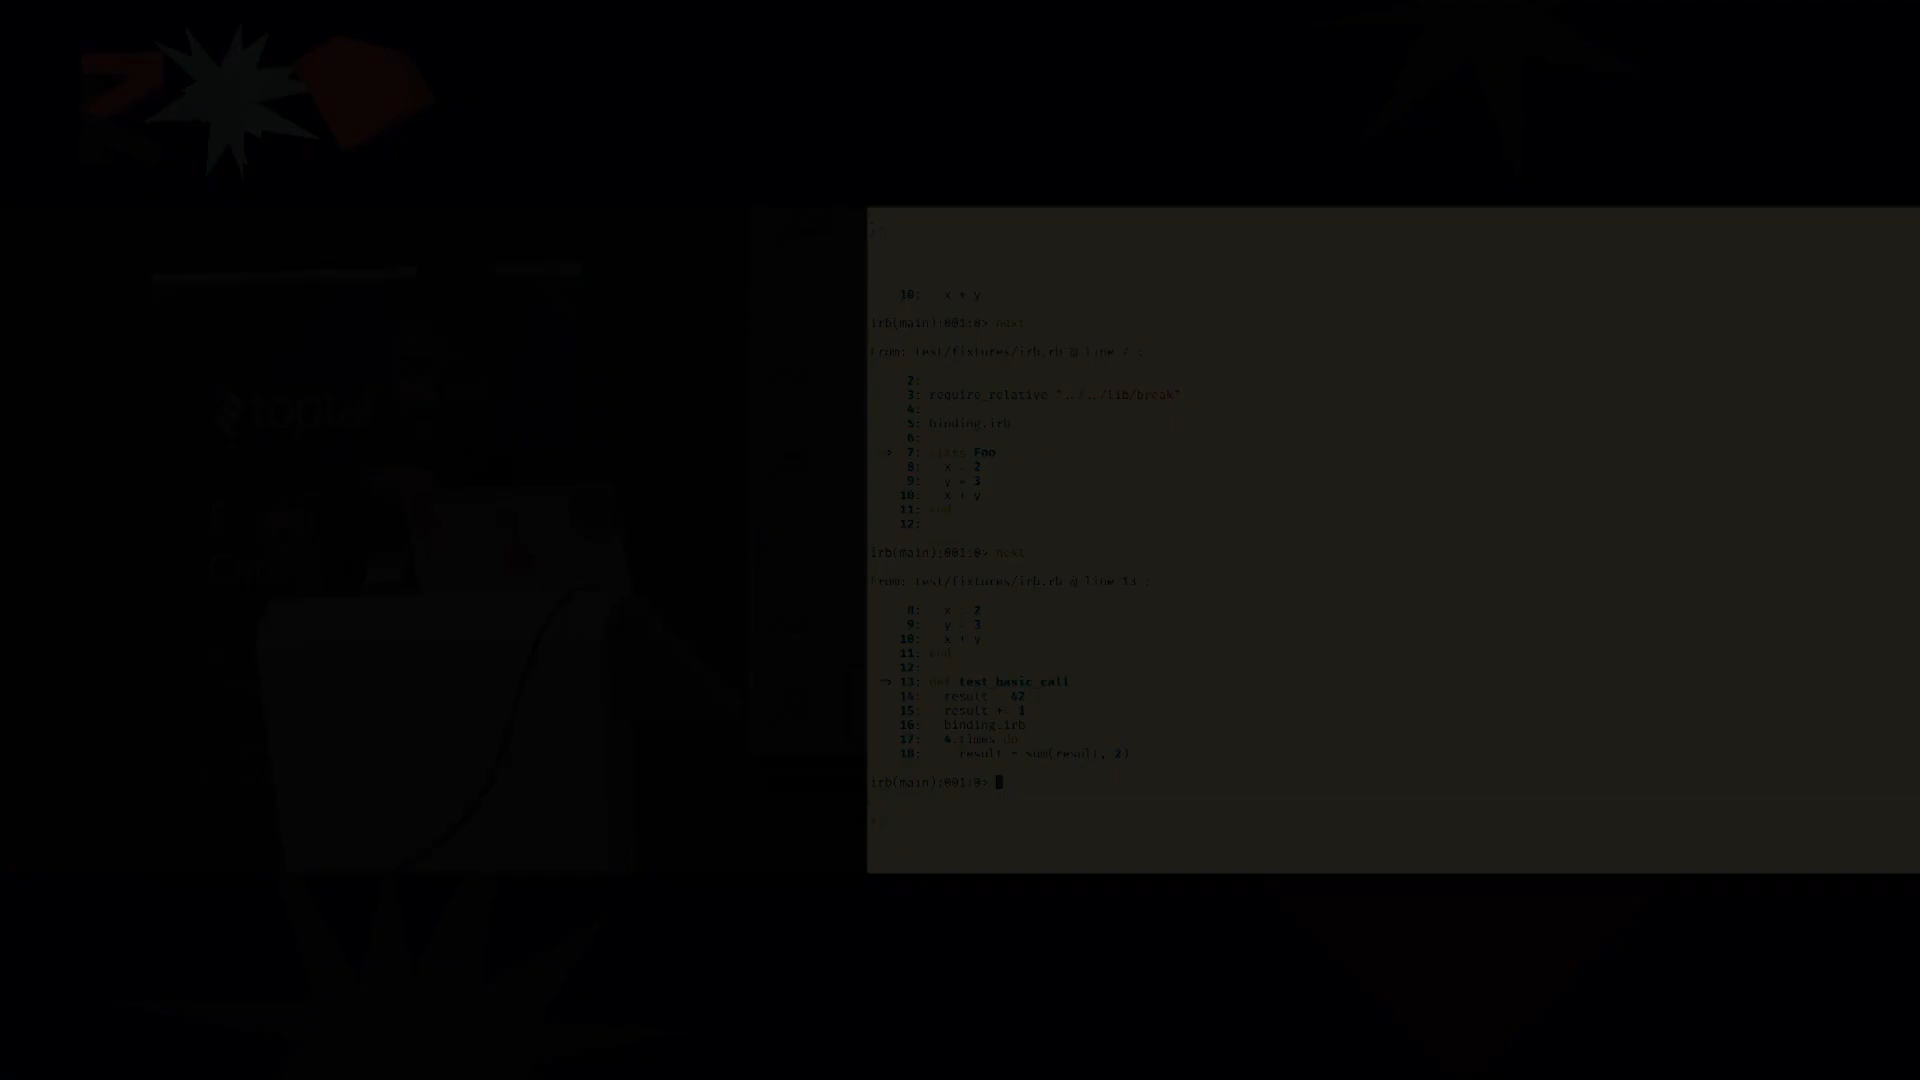 toptal
10: x + y
irb(main):001:0> next
From: test/fixtures/irb.rb @ line 7 :
2:
3: require_relative "../../lib/break"
4:
5: binding.irb
6:
=> 7: class Foo
8: x = 2
9: y = 3
10: x + y
11: end
12:
irb(main):001:0> next
From: test/fixtures/irb.rb @ line 13 :
8: x = 2
9: y = 3
10: x + y
11: end
12:
=> 13: def test_basic_call
14: result = 42
15: result += 1
16: binding.irb
17: 4.times do
18: result = sum(result, 2)
irb(main):001:0>